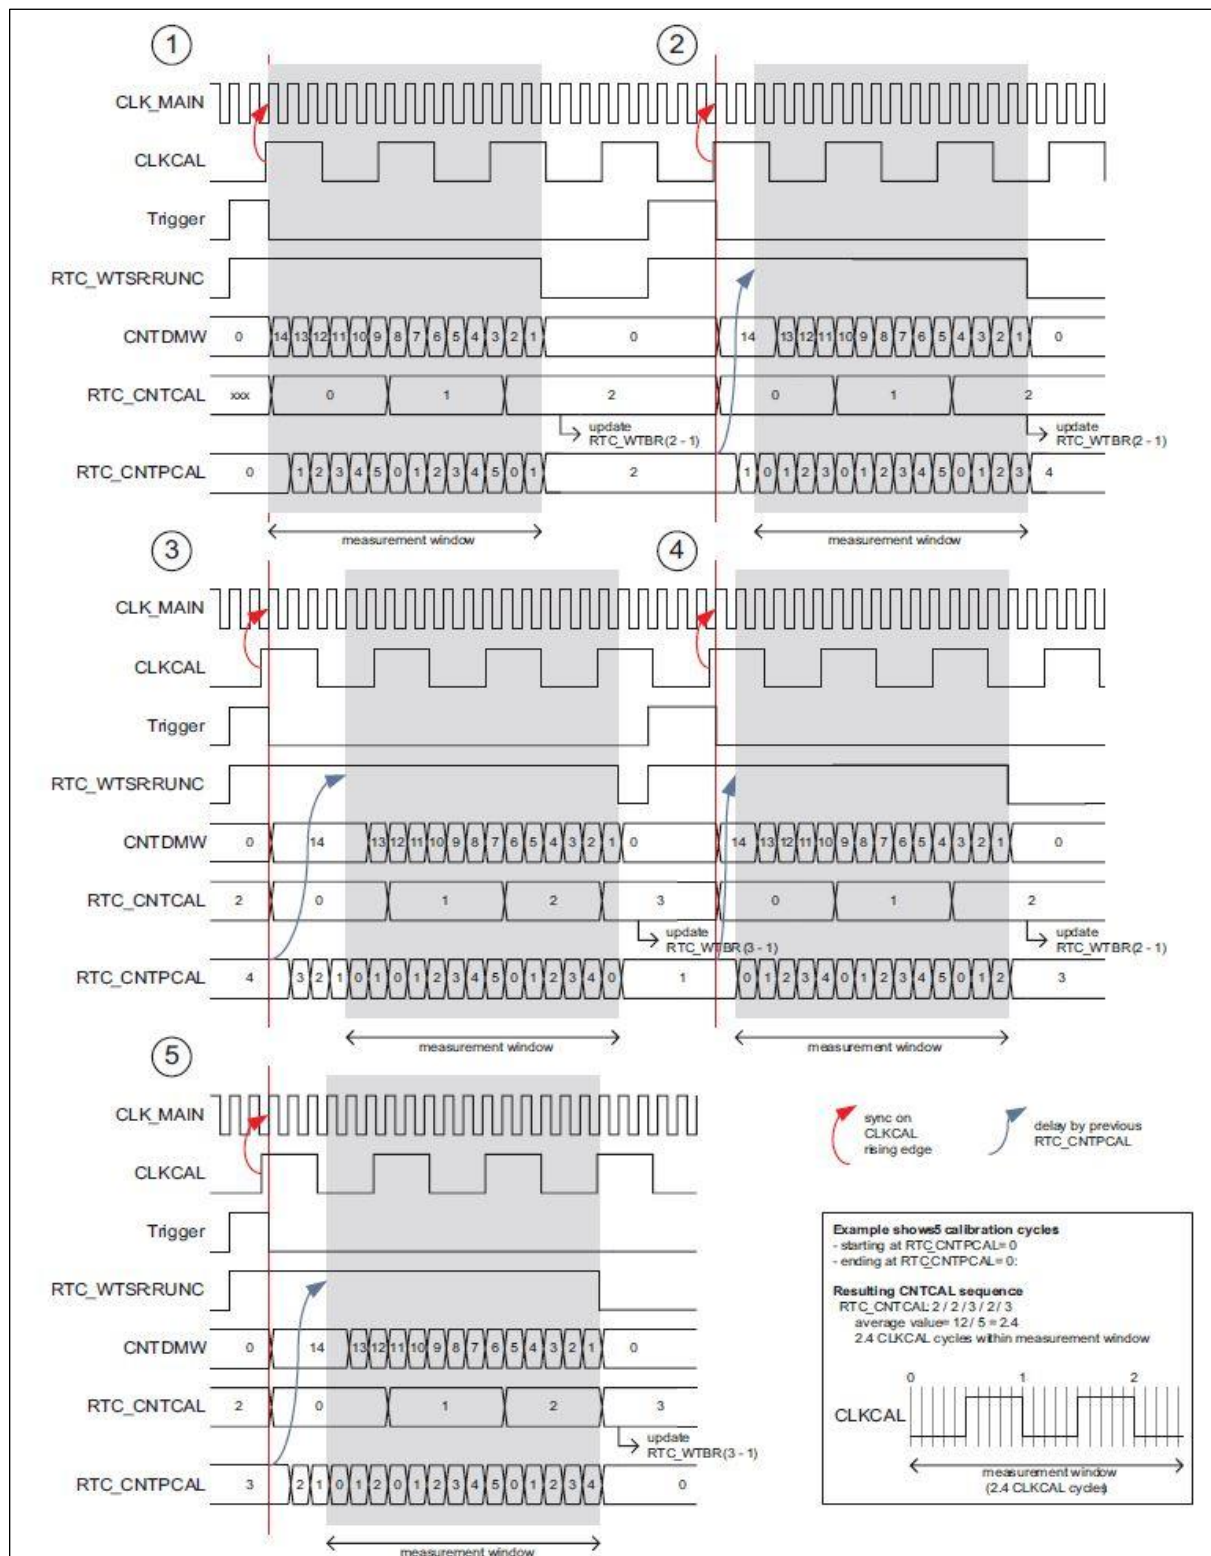 1
2
CLK_MAIN
CLKCAL
Trigger
RTC_WTSR:RUNC
CNTDMW 0 14 13 12 11 10 9 8 7 6 5 4 3 2 1 0 14 13 12 11 10 9 8 7 6 5 4 3 2 1 0
RTC_CNTCAL xxx 0 1 2 0 1 2
update
RTC_WTBR(2 - 1)
update
RTC_WTBR(2 - 1)
RTC_CNTPCAL 0 1 2 3 4 5 0 1 2 3 4 5 0 1 2 1 0 1 2 3 0 1 2 3 4 5 0 1 2 3 4
measurement window
measurement window
3
4
CLK_MAIN
CLKCAL
Trigger
RTC_WTSR:RUNC
CNTDMW 0 14 13 12 11 10 9 8 7 6 5 4 3 2 1 0 14 13 12 11 10 9 8 7 6 5 4 3 2 1 0
RTC_CNTCAL 2 0 1 2 3 0 1 2
update
RTC_WTBR(3 - 1)
update
RTC_WTBR(2 - 1)
RTC_CNTPCAL 4 3 2 1 0 1 0 1 2 3 4 5 0 1 2 3 4 0 1 0 1 2 3 4 0 1 2 3 4 5 0 1 2 3
measurement window
measurement window
5
CLK_MAIN
CLKCAL
Trigger
RTC_WTSR:RUNC
CNTDMW 0 14 13 12 11 10 9 8 7 6 5 4 3 2 1 0
RTC_CNTCAL 2 0 1 2 3
update
RTC_WTBR(3 - 1)
RTC_CNTPCAL 3 2 1 0 1 2 0 1 2 3 4 5 0 1 2 3 4 0
measurement window
sync on
CLKCAL
rising edge
delay by previous
RTC_CNTPCAL
Example shows5 calibration cycles
- starting at RTC_CNTPCAL= 0
- ending at RTC_CNTPCAL= 0:
Resulting CNTCAL sequence
RTC_CNTCAL: 2 / 2 / 3 / 2 / 3
average value= 12 / 5 = 2.4
2.4 CLKCAL cycles within measurement window
0 1 2
CLKCAL
measurement window
(2.4 CLKCAL cycles)